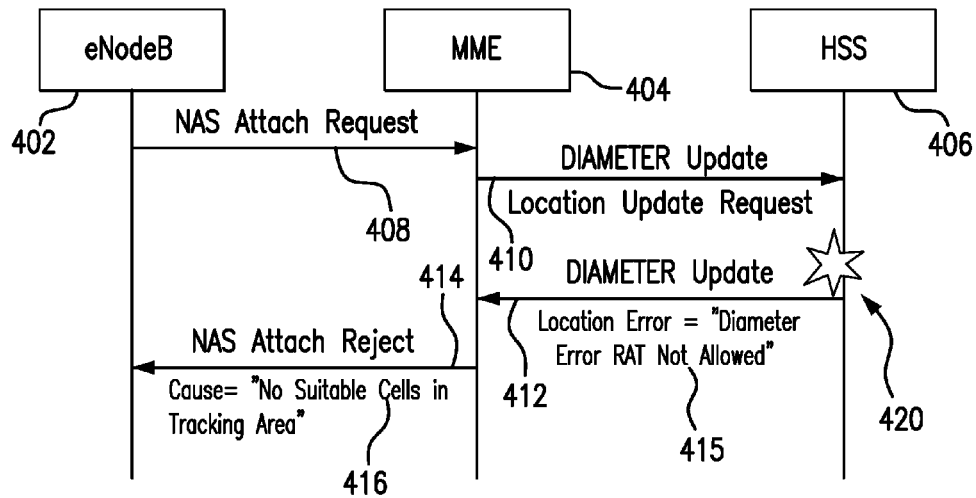 eNodeB
MME
HSS
402
404
406
NAS Attach Request
408
DIAMETER Update
Location Update Request
410
414
DIAMETER Update
Location Error = "Diameter
Error RAT Not Allowed"
412
415
420
NAS Attach Reject
Cause= "No Suitable Cells in
Tracking Area"
416